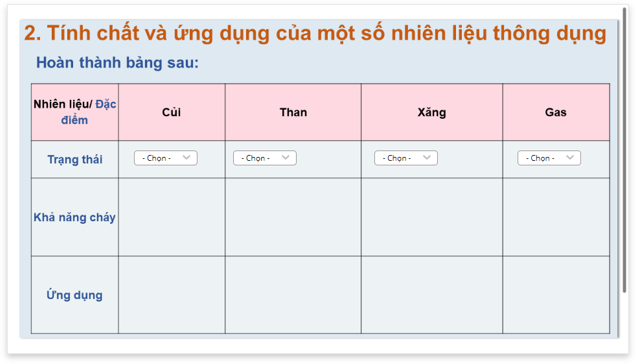 2. Tính chất và ứng dụng của một số nhiên liệu thông dụng
Hoàn thành bảng sau:
Nhiên liệu/ Đặc điểm
Củi
Than
Xăng
Gas
Trạng thái
- Chọn -
- Chọn -
- Chọn -
- Chọn -
Khả năng cháy
Ứng dụng